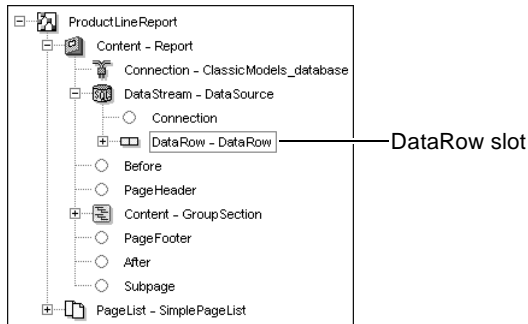 ProductLineReport
Content – Report
Connection – ClassicModels_database
SQL
DataStream – DataSource
Connection
DataRow – DataRow
DataRow slot
Before
PageHeader
Content – GroupSection
PageFooter
After
Subpage
PageList – SimplePageList